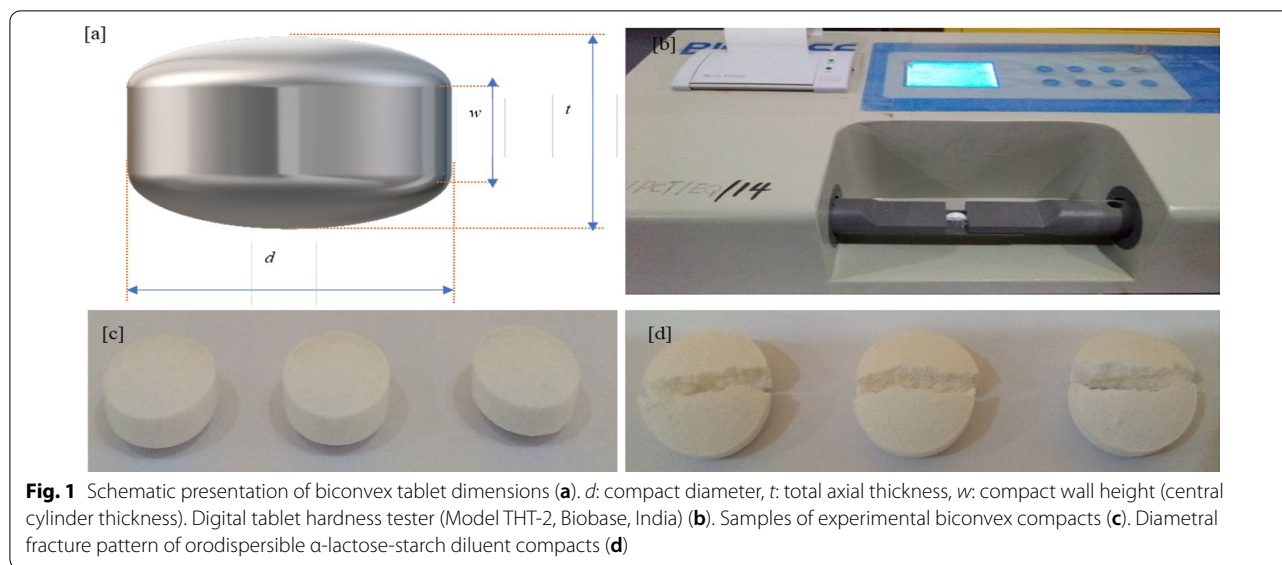 [a]
w
t
d
[b]
/PCT/EQ/14
[c]
[d]
Fig. 1 Schematic presentation of biconvex tablet dimensions (a). d: compact diameter, t: total axial thickness, w: compact wall height (central
cylinder thickness). Digital tablet hardness tester (Model THT-2, Biobase, India) (b). Samples of experimental biconvex compacts (c). Diametral
fracture pattern of orodispersible α-lactose-starch diluent compacts (d)